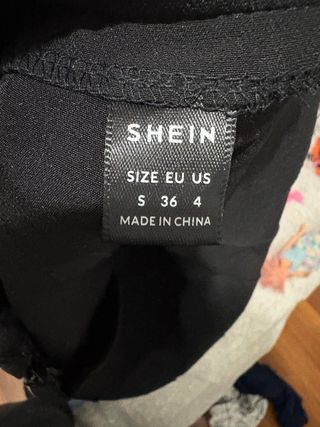 SHEIN
SIZE EU US
S 36 4
MADE IN CHINA